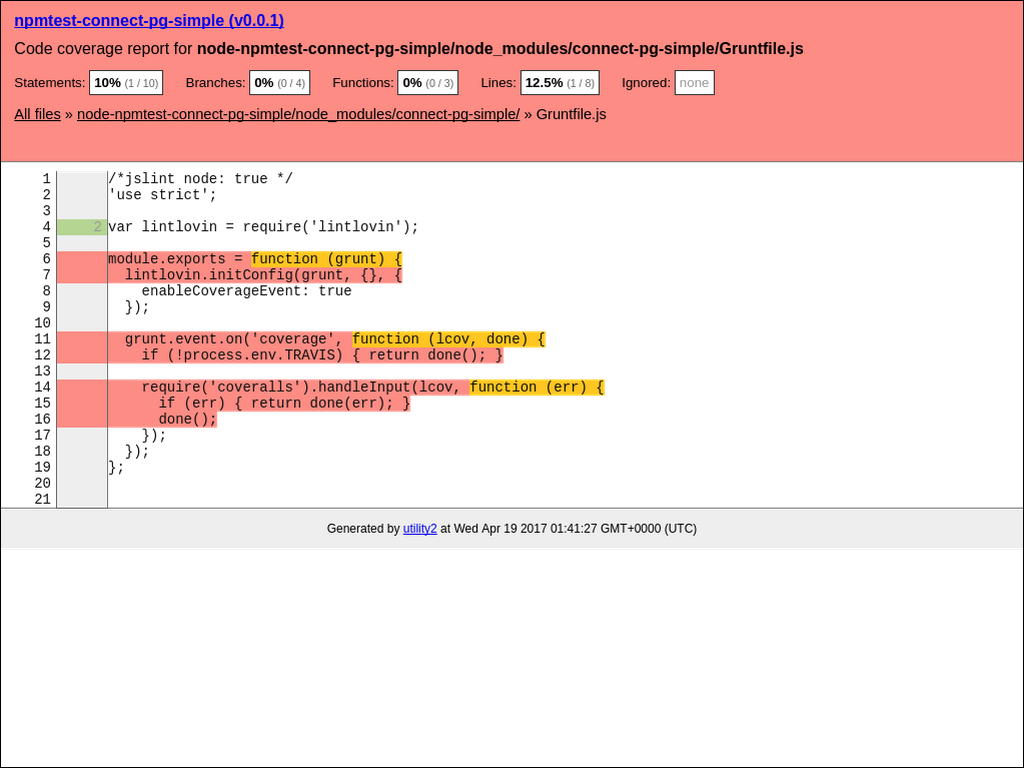 npmtest-connect-pg-simple (v0.0.1)
Code coverage report for node-npmtest-connect-pg-simple/node_modules/connect-pg-simple/Gruntfile.js
Statements: 10% (1 / 10) Branches: 0% (0 / 4) Functions: 0% (0 / 3) Lines: 12.5% (1 / 8) Ignored: none
All files » node-npmtest-connect-pg-simple/node_modules/connect-pg-simple/ » Gruntfile.js
1 /*jslint node: true */
2 'use strict';
3
4 2 var lintlovin = require('lintlovin');
5
6 module.exports = function (grunt) {
7   lintlovin.initConfig(grunt, {}, {
8     enableCoverageEvent: true
9   });
10
11   grunt.event.on('coverage', function (lcov, done) {
12     if (!process.env.TRAVIS) { return done(); }
13
14     require('coveralls').handleInput(lcov, function (err) {
15       if (err) { return done(err); }
16       done();
17     });
18   });
19 };
20
21
Generated by utility2 at Wed Apr 19 2017 01:41:27 GMT+0000 (UTC)